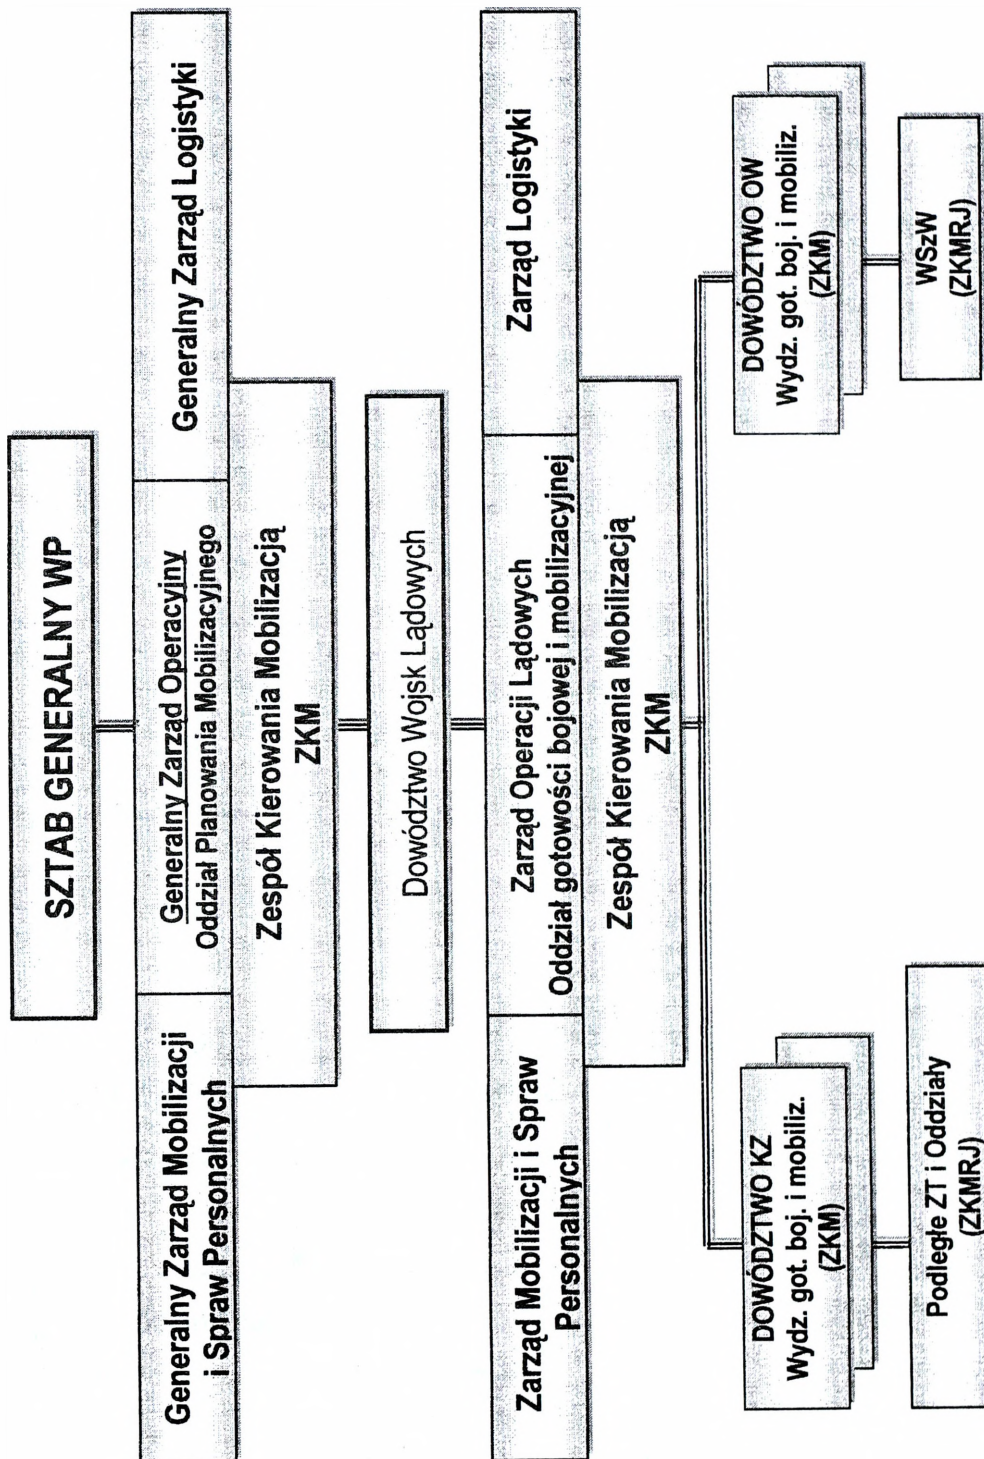 SZTAB GENERALNY WP
Generalny Zarząd Mobilizacji
i Spraw Personalnych
Generalny Zarząd Operacyjny
Oddział Planowania Mobilizacyjnego
Generalny Zarząd Logistyki
Zespół Kierowania Mobilizacją
ZKM
Dowództwo Wojsk Lądowych
Zarząd Mobilizacji i Spraw
Personalnych
Zarząd Operacji Lądowych
Oddział gotowości bojowej i mobilizacyjnej
Zarząd Logistyki
Zespół Kierowania Mobilizacją
ZKM
DOWÓDZTWO KZ
Wydz. got. boj. i mobiliz.
(ZKM)
DOWÓDZTWO OW
Wydz. got. boj. i mobiliz.
(ZKM)
Podległe ZT i Oddziały
(ZKMRJ)
WSzW
(ZKMRJ)